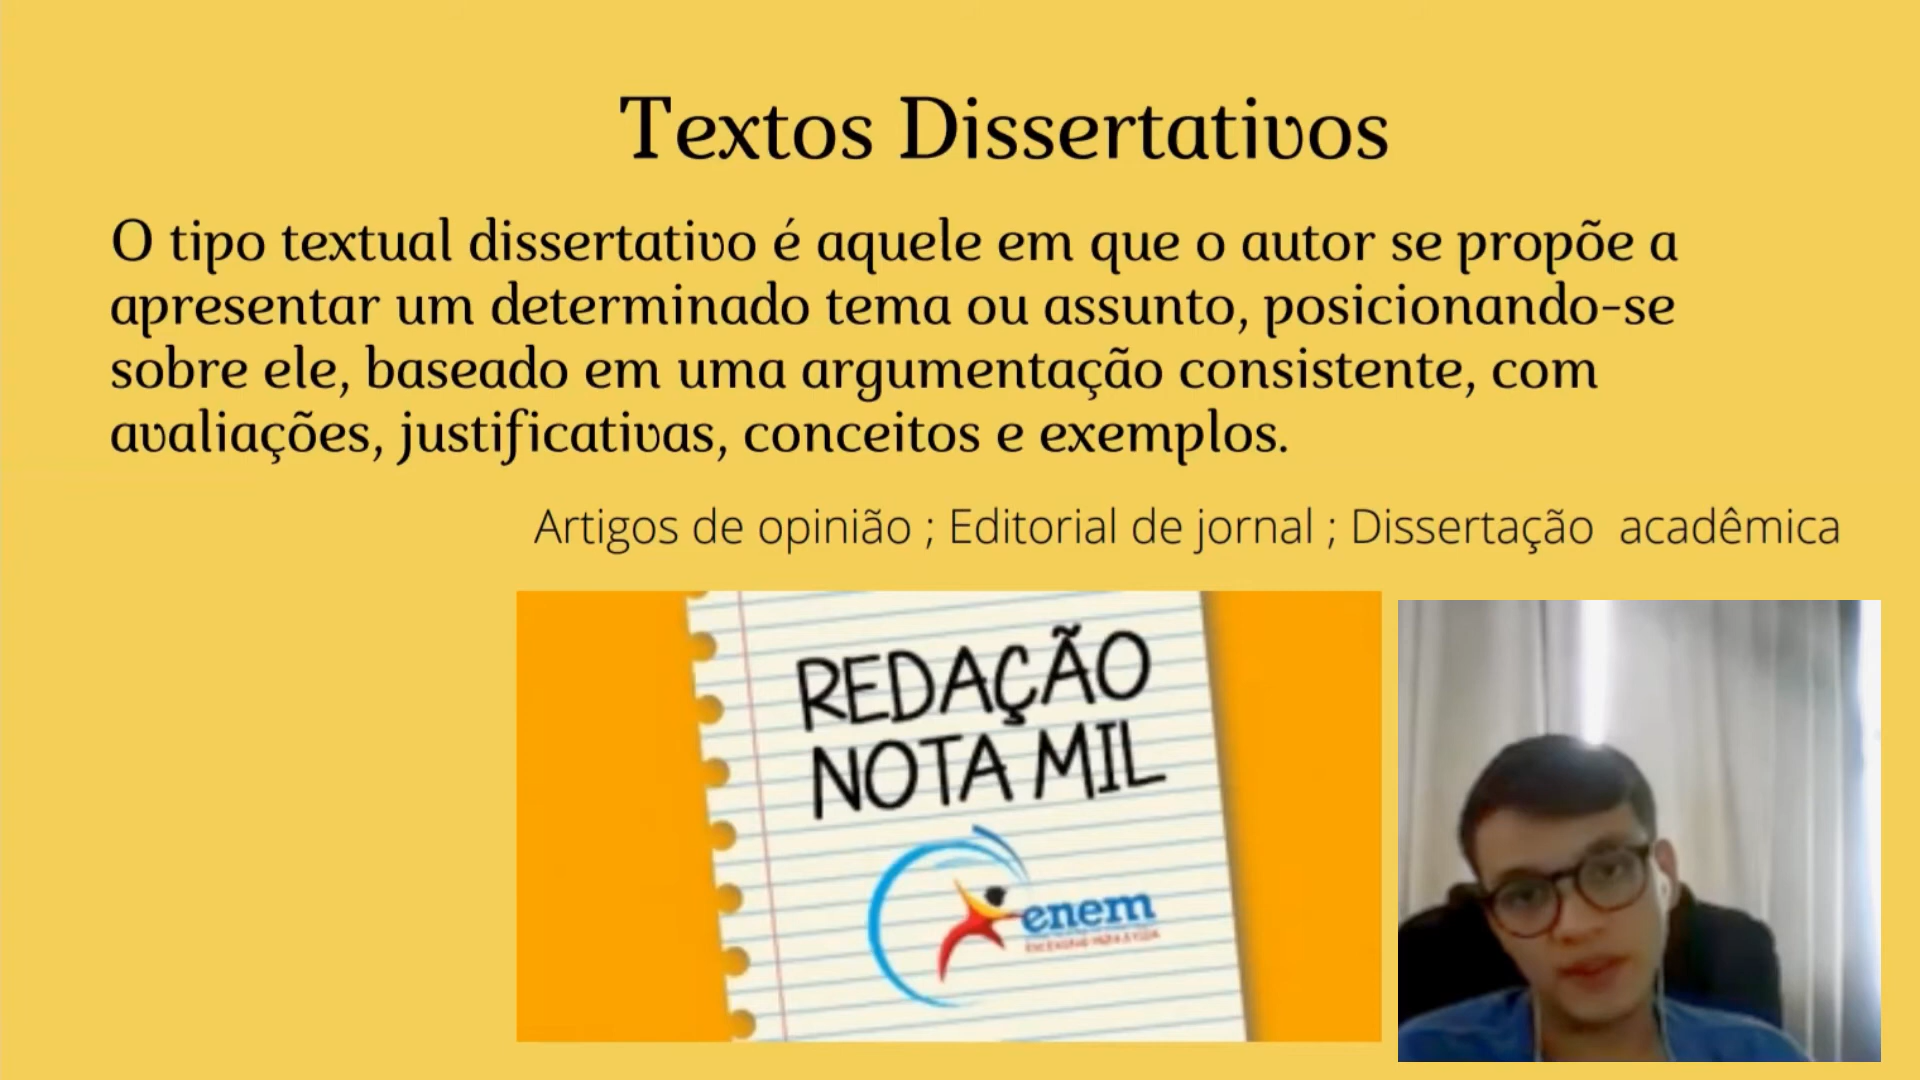 Textos Dissertativos
O tipo textual dissertativo é aquele em que o autor se propõe a
apresentar um determinado tema ou assunto, posicionando-se
sobre ele, baseado em uma argumentação consistente, com
avaliações, justificativas, conceitos e exemplos.
Artigos de opinião ; Editorial de jornal ; Dissertação acadêmica
REDAÇÃO
NOTA MIL
enem